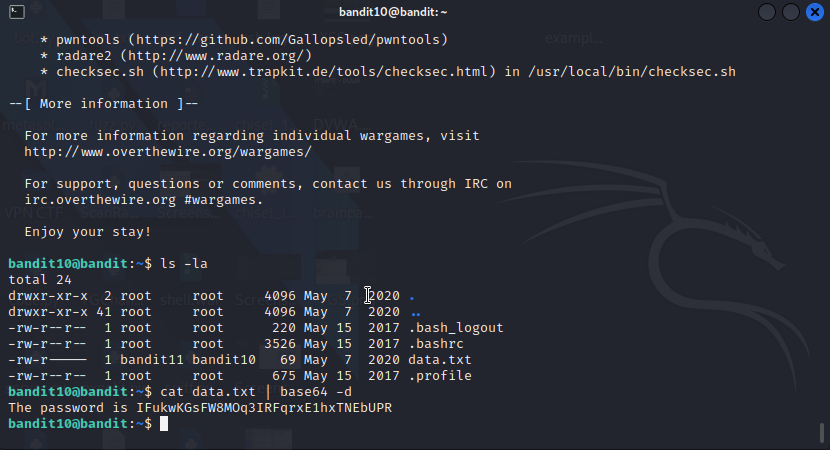 bandit10@bandit: ~
* pwntools (https://github.com/Gallopsled/pwntools)
* radare2 (http://www.radare.org/)
* checksec.sh (http://www.trapkit.de/tools/checksec.html) in /usr/local/bin/checksec.sh
--[ More information ]--
For more information regarding individual wargames, visit
http://www.overthewire.org/wargames/
For support, questions or comments, contact us through IRC on
irc.overthewire.org #wargames.
Enjoy your stay!
bandit10@bandit:~$ ls -la
total 24
drwxr-xr-x  2 root     root     4096 May  7  2020 .
drwxr-xr-x 41 root     root     4096 May  7  2020 ..
-rw-r--r--  1 root     root      220 May 15  2017 .bash_logout
-rw-r--r--  1 root     root     3526 May 15  2017 .bashrc
-rw-r-----  1 bandit11 bandit10   69 May  7  2020 data.txt
-rw-r--r--  1 root     root      675 May 15  2017 .profile
bandit10@bandit:~$ cat data.txt | base64 -d
The password is IFukwKGsFW8MOq3IRFqrxE1hxTNEbUPR
bandit10@bandit:~$